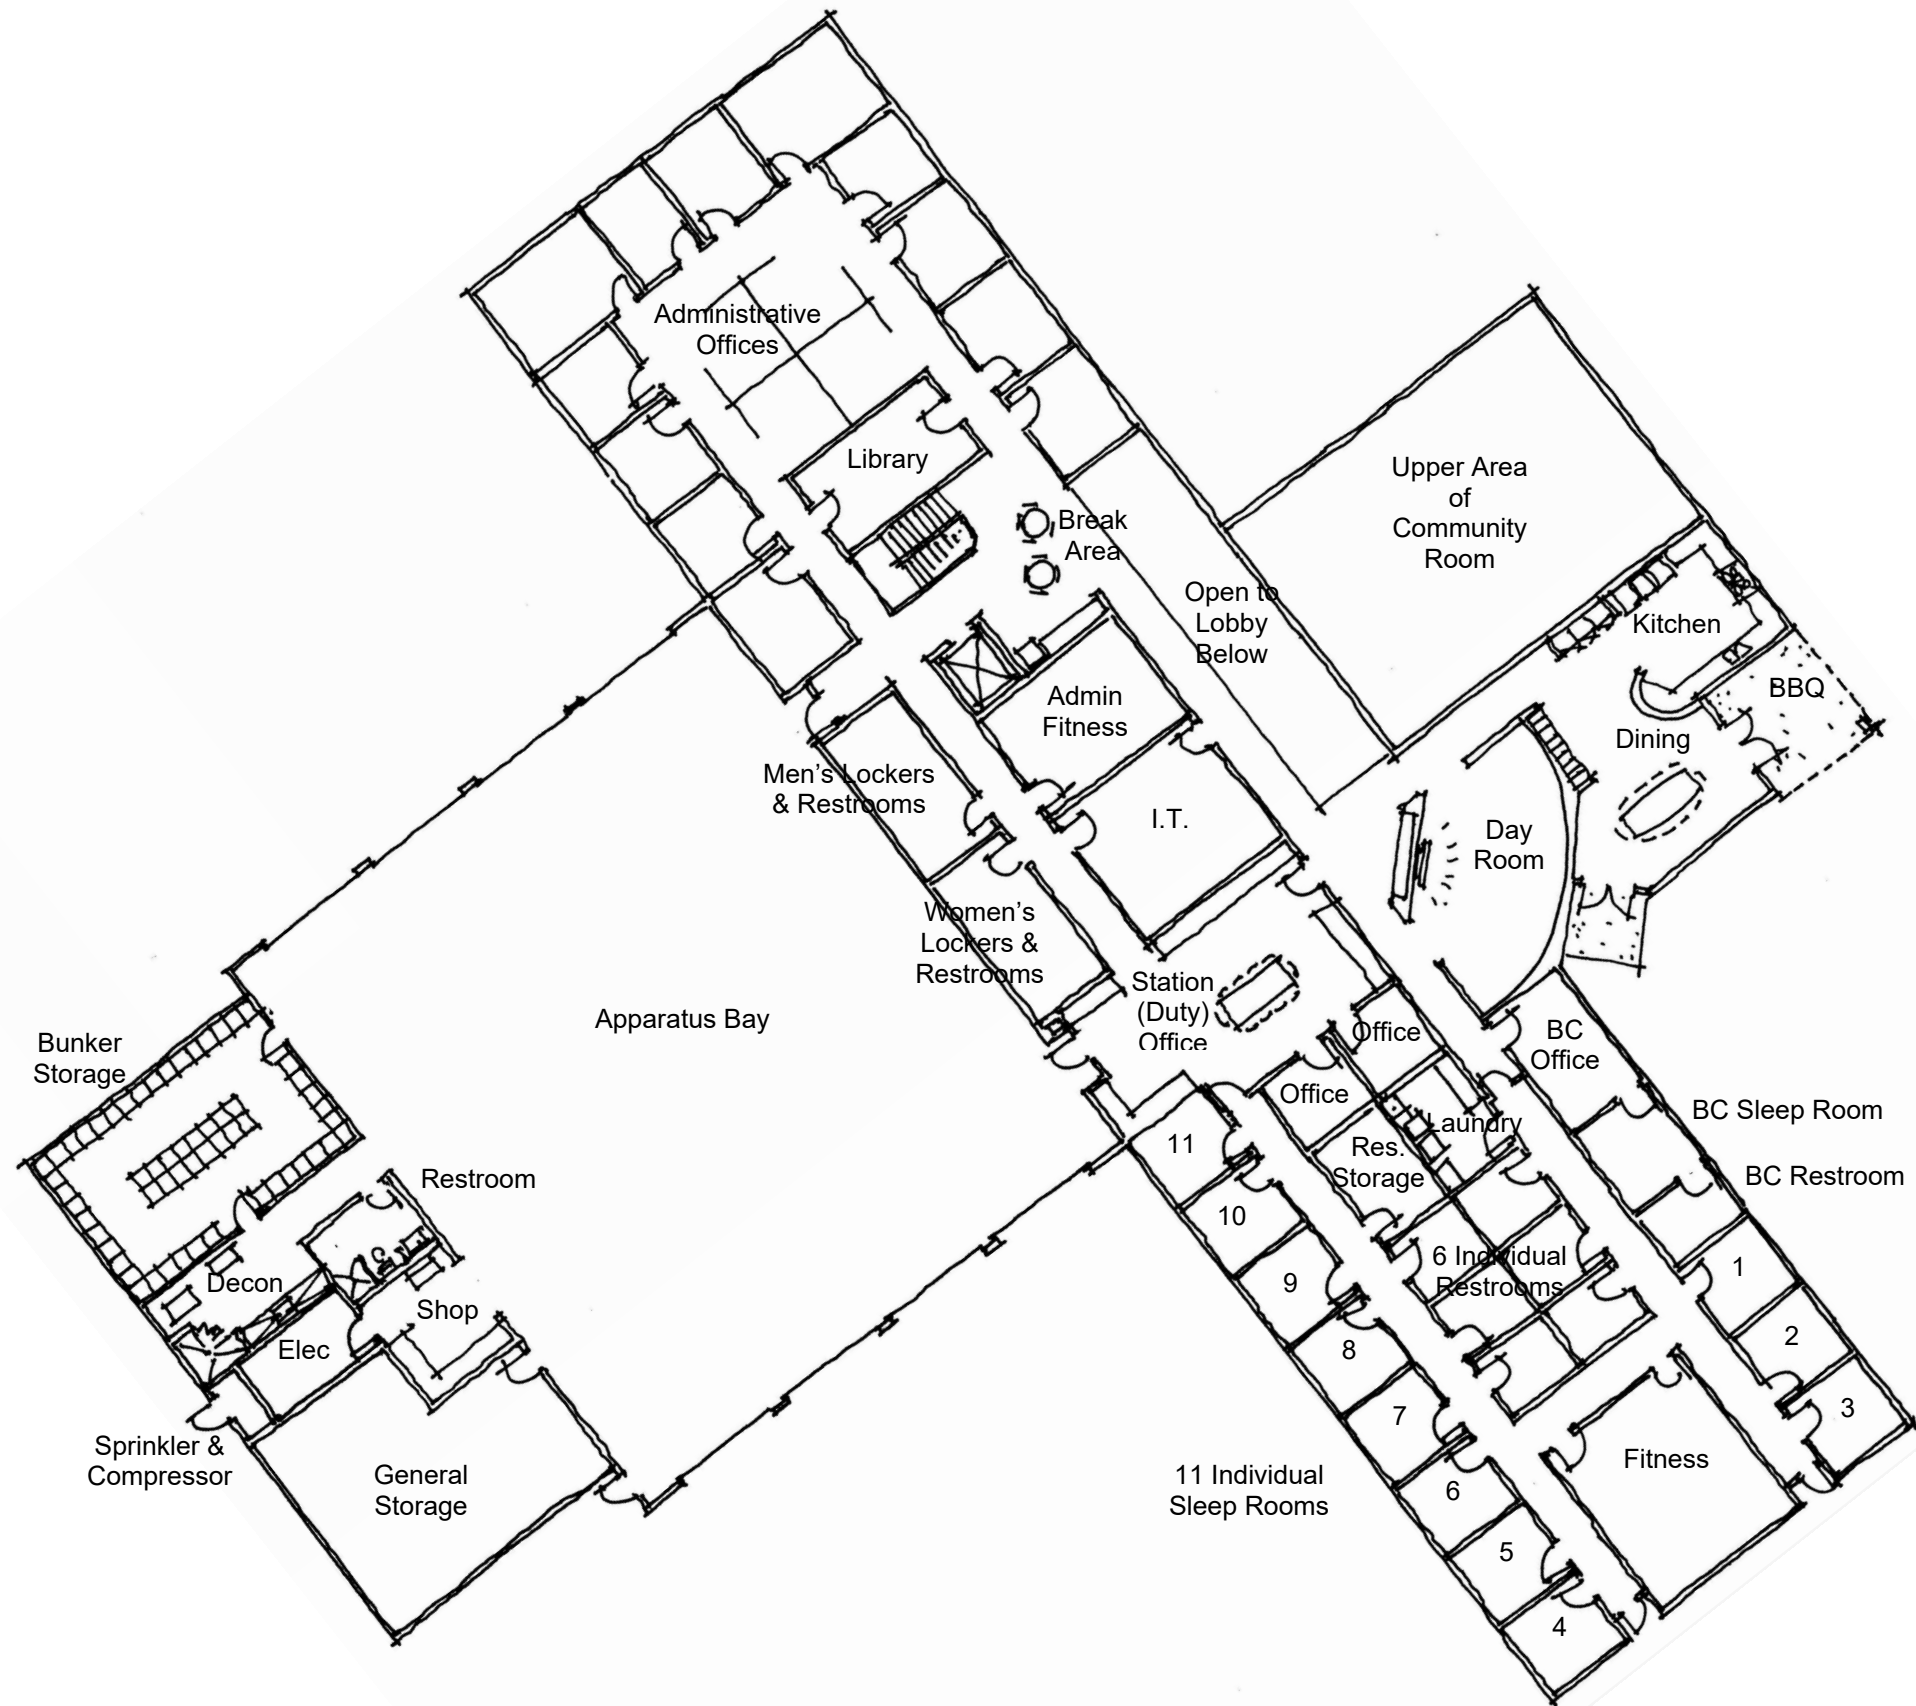 Administrative
Offices
Library
Break
Area
Upper Area
of
Community
Room
Open to
Lobby
Below
Kitchen
BBQ
Dining
Admin
Fitness
Men’s Lockers
& Restrooms
I.T.
Day
Room
Women’s
Lockers &
Restrooms
Station
(Duty)
Office
Apparatus Bay
Bunker
Storage
Office
BC
Office
Office
Laundry
BC Sleep Room
11
Res.
Storage
BC Restroom
Restroom
10
6 Individual
Restrooms
1
9
Decon
Shop
2
8
Elec
3
7
Sprinkler &
Compressor
General
Storage
11 Individual
Sleep Rooms
Fitness
6
5
4